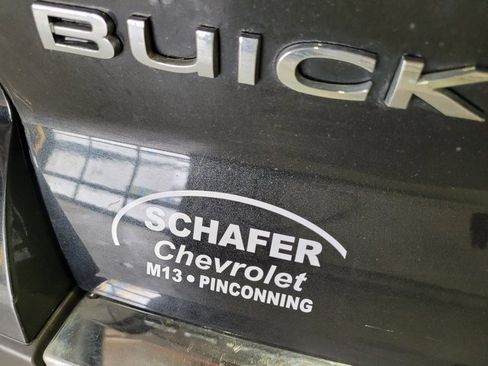 BUICK
SCHAFER
Chevrolet
M13 • PINCONNING